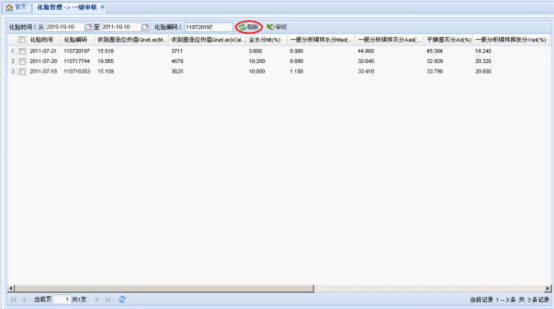 首页 化验管理->一级审核
化验时间：从 2010-10-10 至 2011-10-10 化验编码： 110720197 刷新 审核
化验时间 化验编码 收到基低位热值Qnet.ar(M... 收到基低位热值Qnet.ar(kCal... 全水分Mt(%) 一般分析煤样水分Mad(... 一般分析煤样灰分Aad(... 干燥基灰分Ad(%) 一般分析煤样挥发分Vad(%)
1 2011-07-21 110720197 15.518 3711 3.600 0.980 44.860 45.304 18.240
2 2011-07-20 110717744 19.565 4679 10.200 0.880 32.640 32.929 20.320
3 2011-07-18 110716353 15.159 3625 10.000 1.150 33.410 33.798 20.600
当前页 1 共1页 当前记录 1 -- 3 条 共 3 条记录